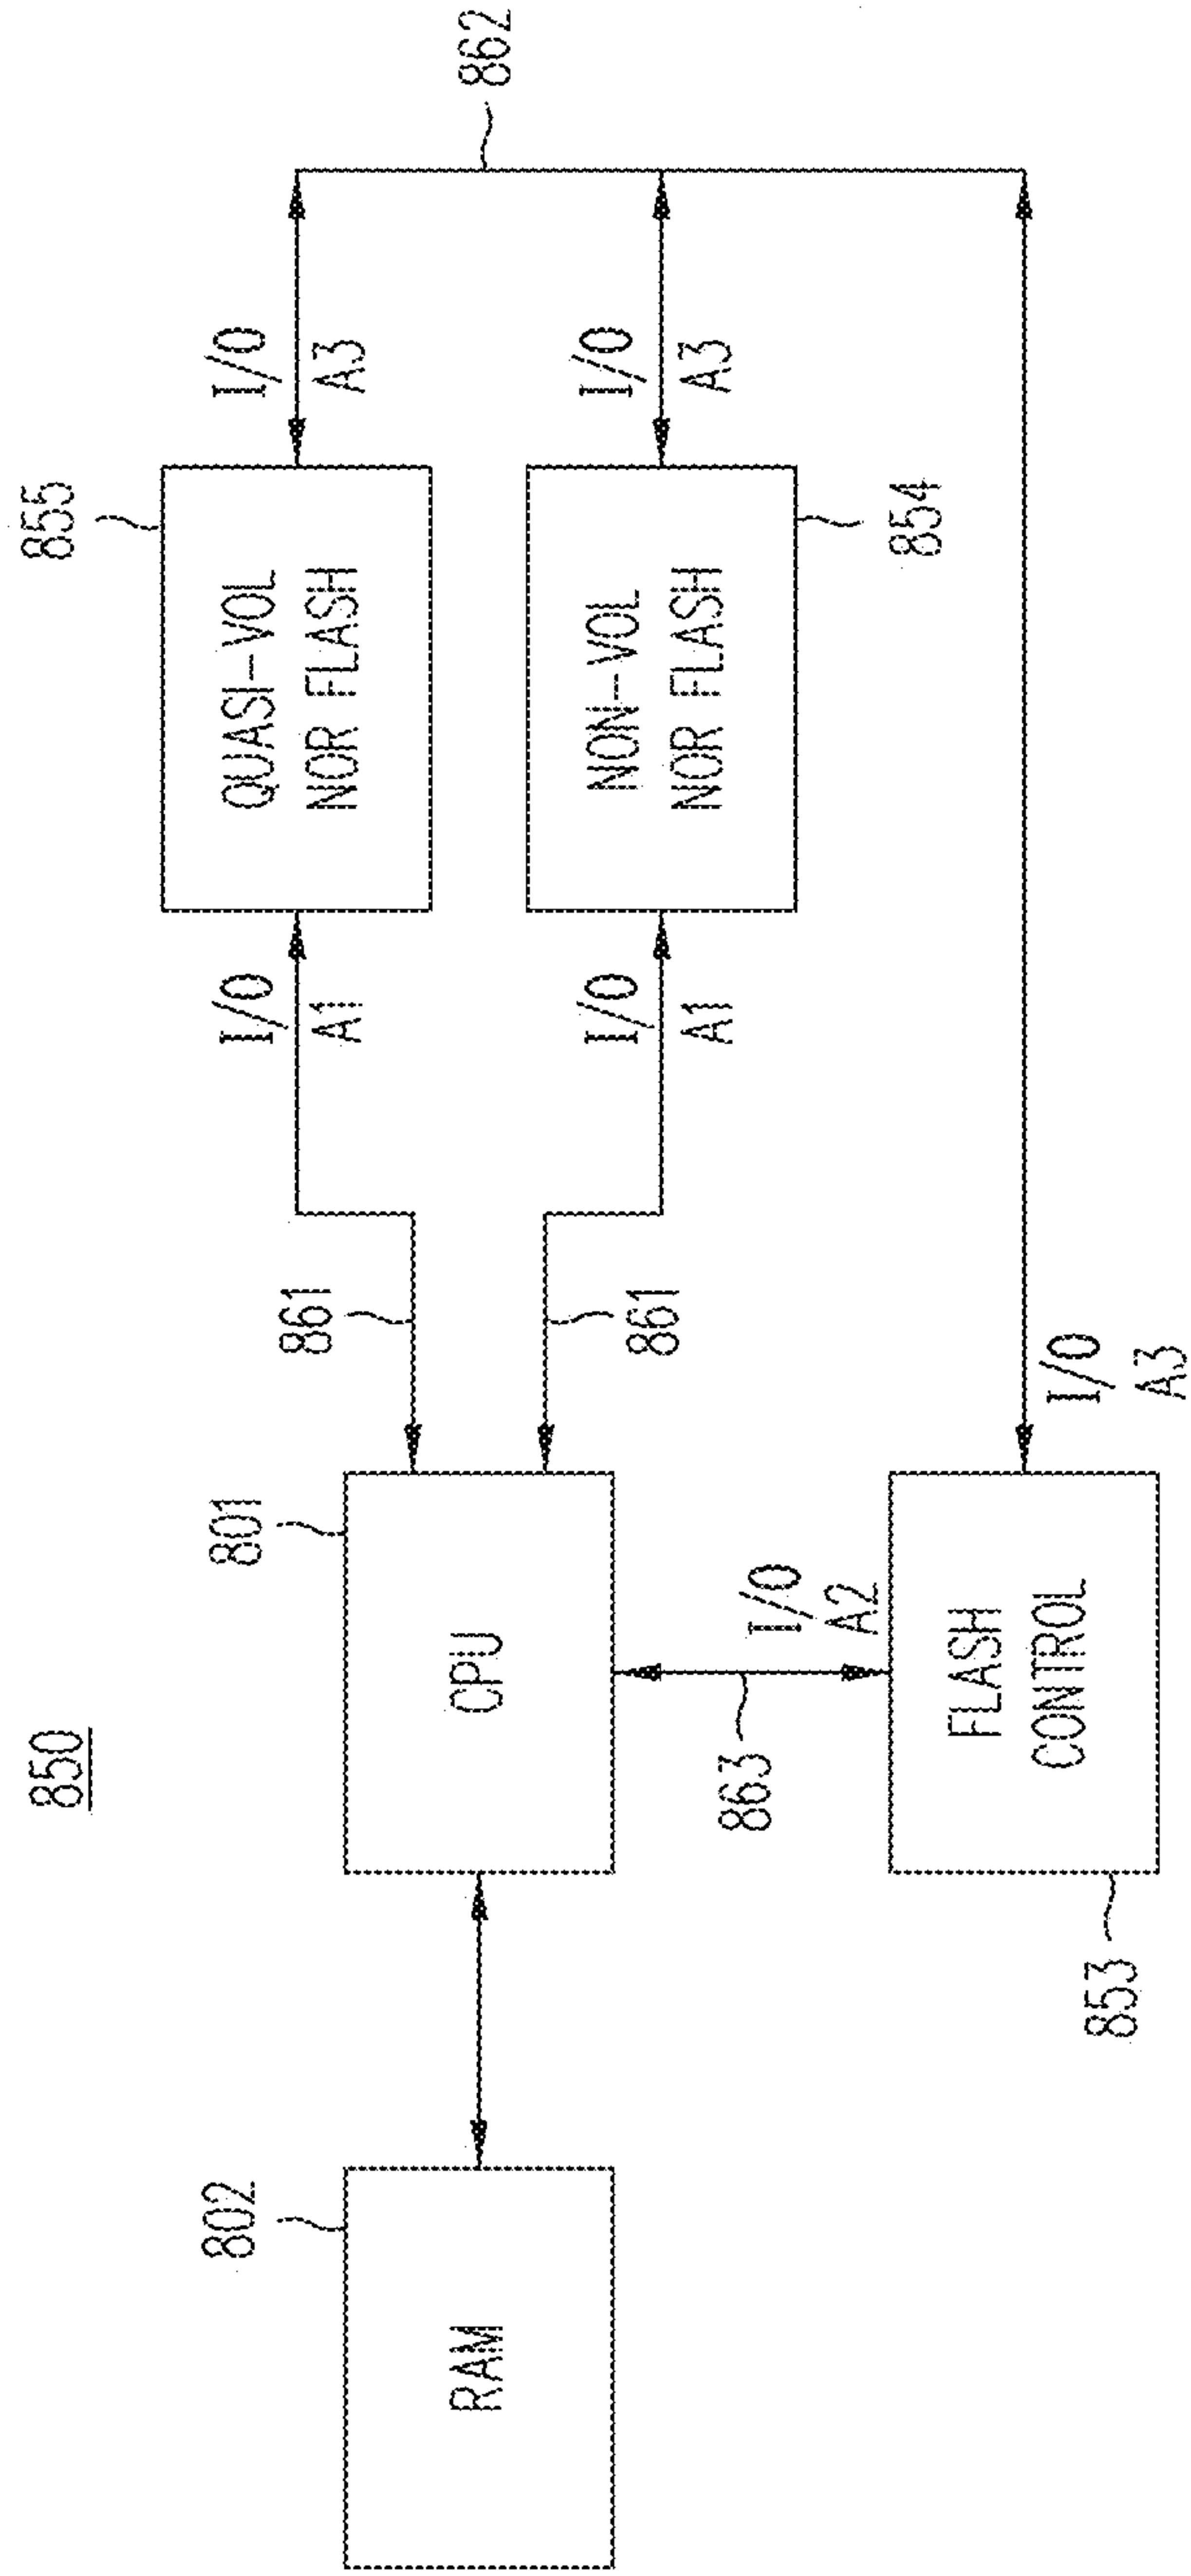 850
855
QUASI-VOL
NOR FLASH
I/O
A1
I/O
A3
862
861
801
CPU
861
I/O
A1
NON-VOL
NOR FLASH
854
I/O
A3
802
RAM
863
I/O
A2
FLASH
CONTROL
853
I/O
A3